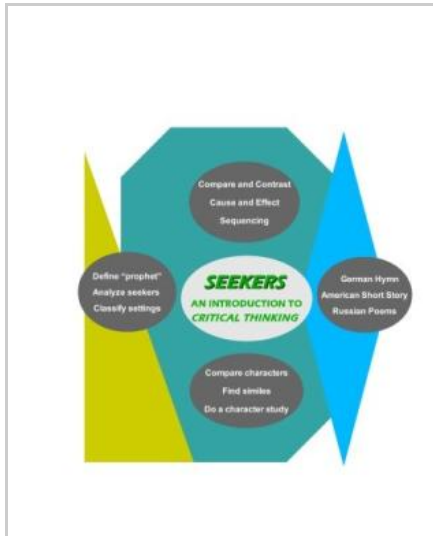 Compare and Contrast
Cause and Effect
Sequencing
Define "prophet"
Analyze seekers
Classify settings
SEEKERS
AN INTRODUCTION TO
CRITICAL THINKING
German Hymn
American Short Story
Russian Poems
Compare characters
Find similes
Do a character study